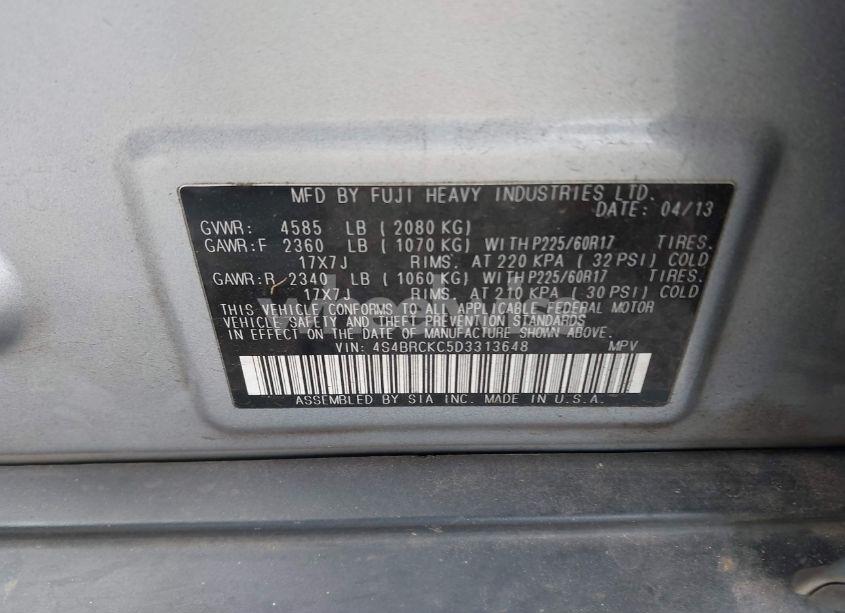 MFD BY FUJI HEAVY INDUSTRIES LTD.
DATE: 04/13
GVWR: 4585 LB ( 2080 KG)
GAWR:F 2360 LB ( 1070 KG) WITH P225/60R17 TIRES.
17X7J RIMS. AT 220 KPA ( 32 PSI) COLD
GAWR:R 2340 LB ( 1060 KG) WITH P225/60R17 TIRES.
17X7J RIMS. AT 210 KPA ( 30 PSI) COLD
THIS VEHICLE CONFORMS TO ALL APPLICABLE FEDERAL MOTOR
VEHICLE SAFETY AND THEFT PREVENTION STANDARDS
IN EFFECT ON THE DATE OF MANUFACTURE SHOWN ABOVE.
VIN: 4S4BRCKC5D3313648 MPV
ASSEMBLED BY SIA INC. MADE IN U.S.A.